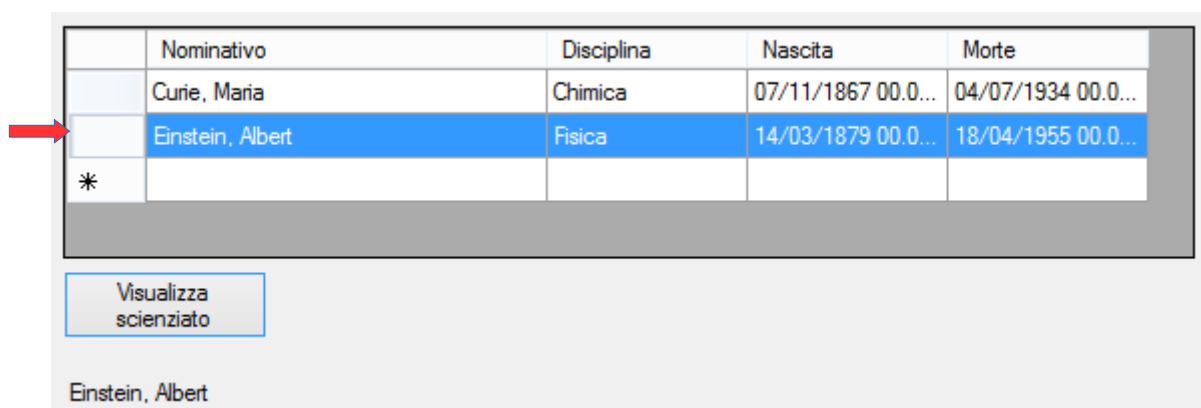 Nominativo Disciplina Nascita Morte
Curie, Maria Chimica 07/11/1867 00.0... 04/07/1934 00.0...
Einstein, Albert Fisica 14/03/1879 00.0... 18/04/1955 00.0...
*
Visualizza
scienziato
Einstein, Albert